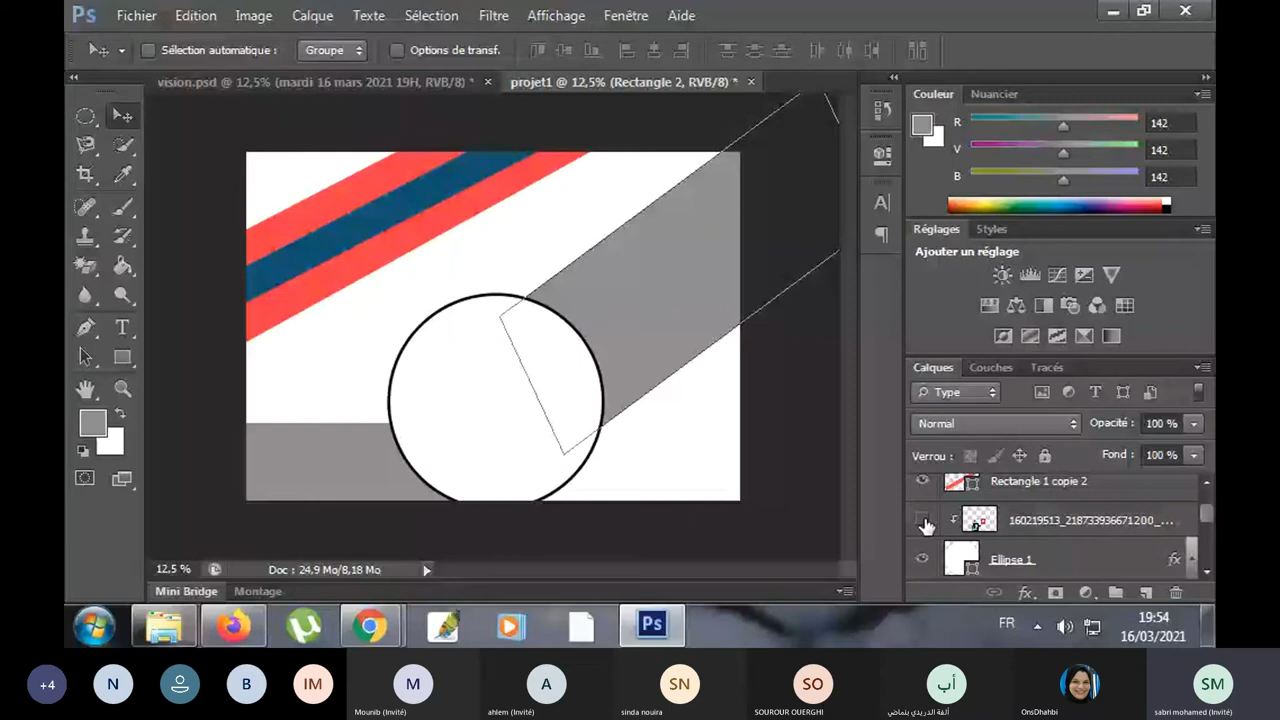 Ps Fichier Edition Image Calque Texte Sélection Filtre Affichage Fenêtre Aide
Sélection automatique : Groupe Options de transf.
vision.psd @ 12,5% (mardi 16 mars 2021 19H, RVB/8) * × projet1 @ 12,5% (Rectangle 2, RVB/8) * ×
Couleur Nuancier
R 142
V 142
B 142
Réglages Styles
Ajouter un réglage
Calques Couches Tracés
Type
Normal Opacité : 100 %
Verrou : Fond : 100 %
Rectangle 1 copie 2
160219513_218733936671200_...
Ellipse 1 fx
12,5 % Doc : 24,9 Mo/8,18 Mo
Mini Bridge Montage
FR 19:54
16/03/2021
+4 N B IM M A SN SO أب SM
Mounib (Invité) ahlem (Invité) sinda nouira SOUROUR OUERGHI ألفة الدريدي بنماضي OnsDhahbi sabri mohamed (Invité)